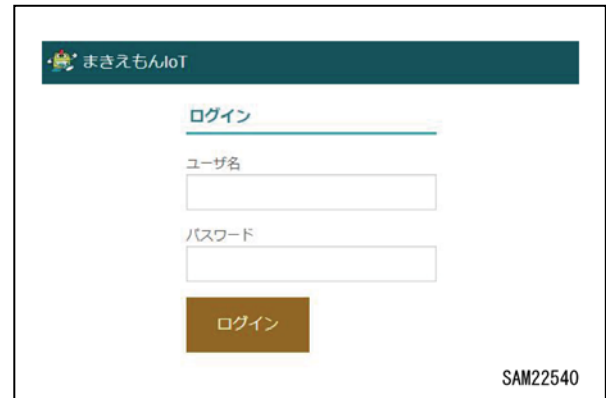 まきえもんIoT
ログイン
ユーザ名
パスワード
ログイン
SAM22540